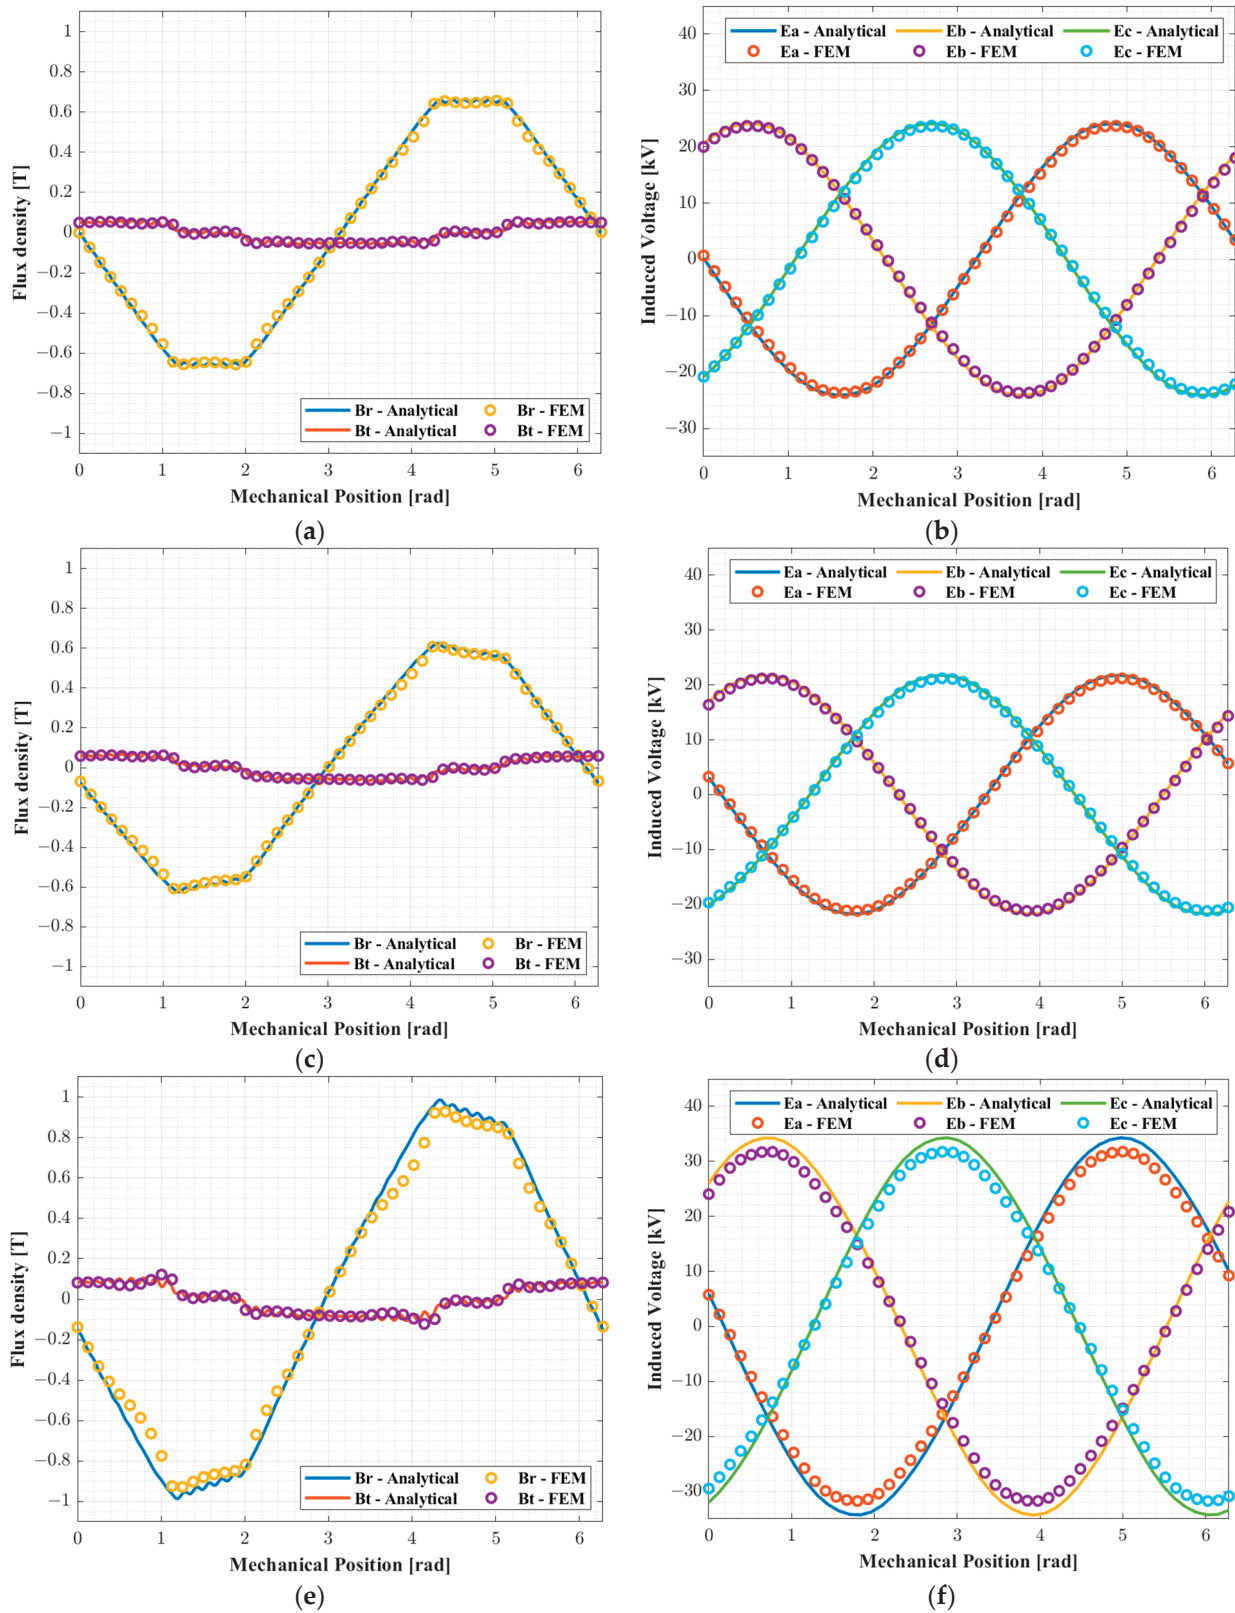 Flux density [T]
1
0.8
0.6
0.4
0.2
0
−0.2
−0.4
−0.6
−0.8
−1
Br - Analytical Br - FEM
Bt - Analytical Bt - FEM
0 1 2 3 4 5 6
Mechanical Position [rad]
(a)
Induced Voltage [kV]
Ea - Analytical Eb - Analytical Ec - Analytical
Ea - FEM Eb - FEM Ec - FEM
40
30
20
10
0
−10
−20
−30
0 1 2 3 4 5 6
Mechanical Position [rad]
(b)
Flux density [T]
1
0.8
0.6
0.4
0.2
0
−0.2
−0.4
−0.6
−0.8
−1
Br - Analytical Br - FEM
Bt - Analytical Bt - FEM
0 1 2 3 4 5 6
Mechanical Position [rad]
(c)
Induced Voltage [kV]
Ea - Analytical Eb - Analytical Ec - Analytical
Ea - FEM Eb - FEM Ec - FEM
40
30
20
10
0
−10
−20
−30
0 1 2 3 4 5 6
Mechanical Position [rad]
(d)
Flux density [T]
1
0.8
0.6
0.4
0.2
0
−0.2
−0.4
−0.6
−0.8
−1
Br - Analytical Br - FEM
Bt - Analytical Bt - FEM
0 1 2 3 4 5 6
Mechanical Position [rad]
(e)
Induced Voltage [kV]
Ea - Analytical Eb - Analytical Ec - Analytical
Ea - FEM Eb - FEM Ec - FEM
40
30
20
10
0
−10
−20
−30
0 1 2 3 4 5 6
Mechanical Position [rad]
(f)